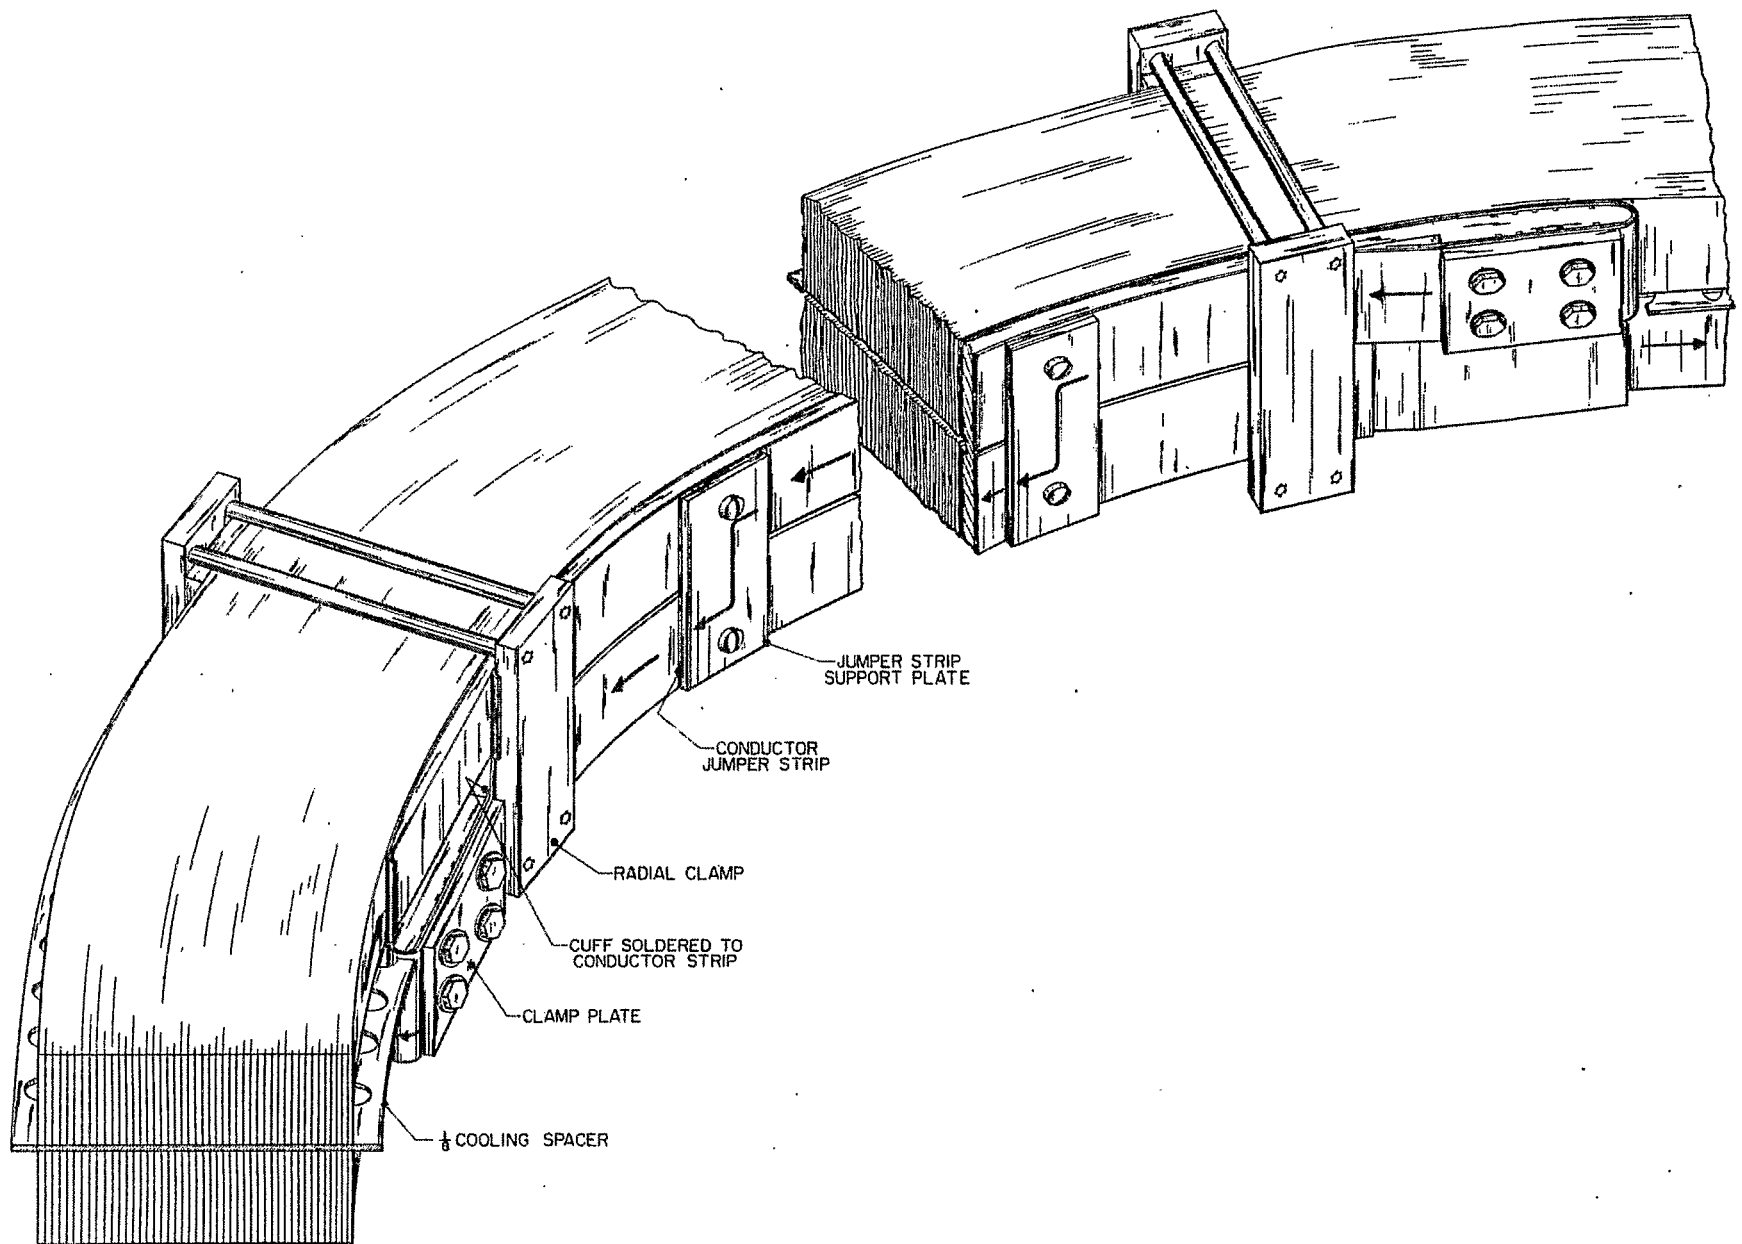 JUMPER STRIP
SUPPORT PLATE
CONDUCTOR
JUMPER STRIP
RADIAL CLAMP
CUFF SOLDERED TO
CONDUCTOR STRIP
CLAMP PLATE
1/8 COOLING SPACER